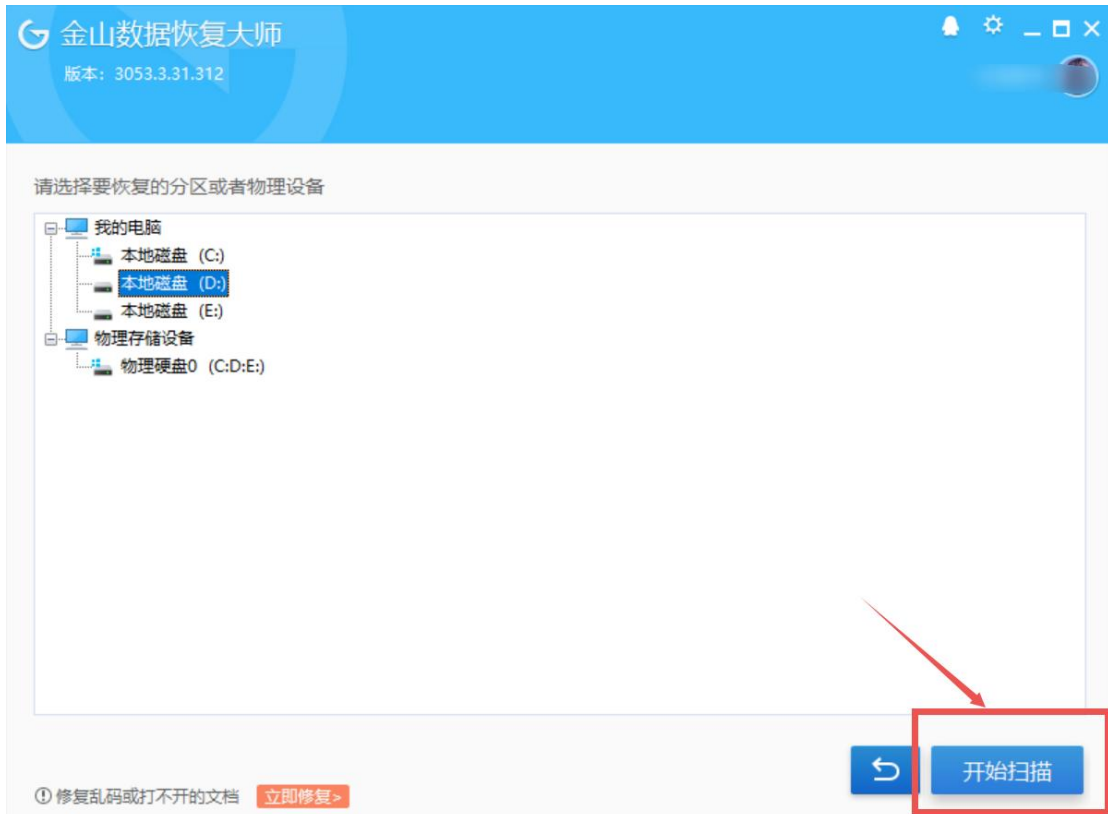 金山数据恢复大师
版本：3053.3.31.312
请选择要恢复的分区或者物理设备
我的电脑
本地磁盘 (C:)
本地磁盘 (D:)
本地磁盘 (E:)
物理存储设备
物理硬盘0 (C:D:E:)
开始扫描
修复乱码或打不开的文档 立即修复>